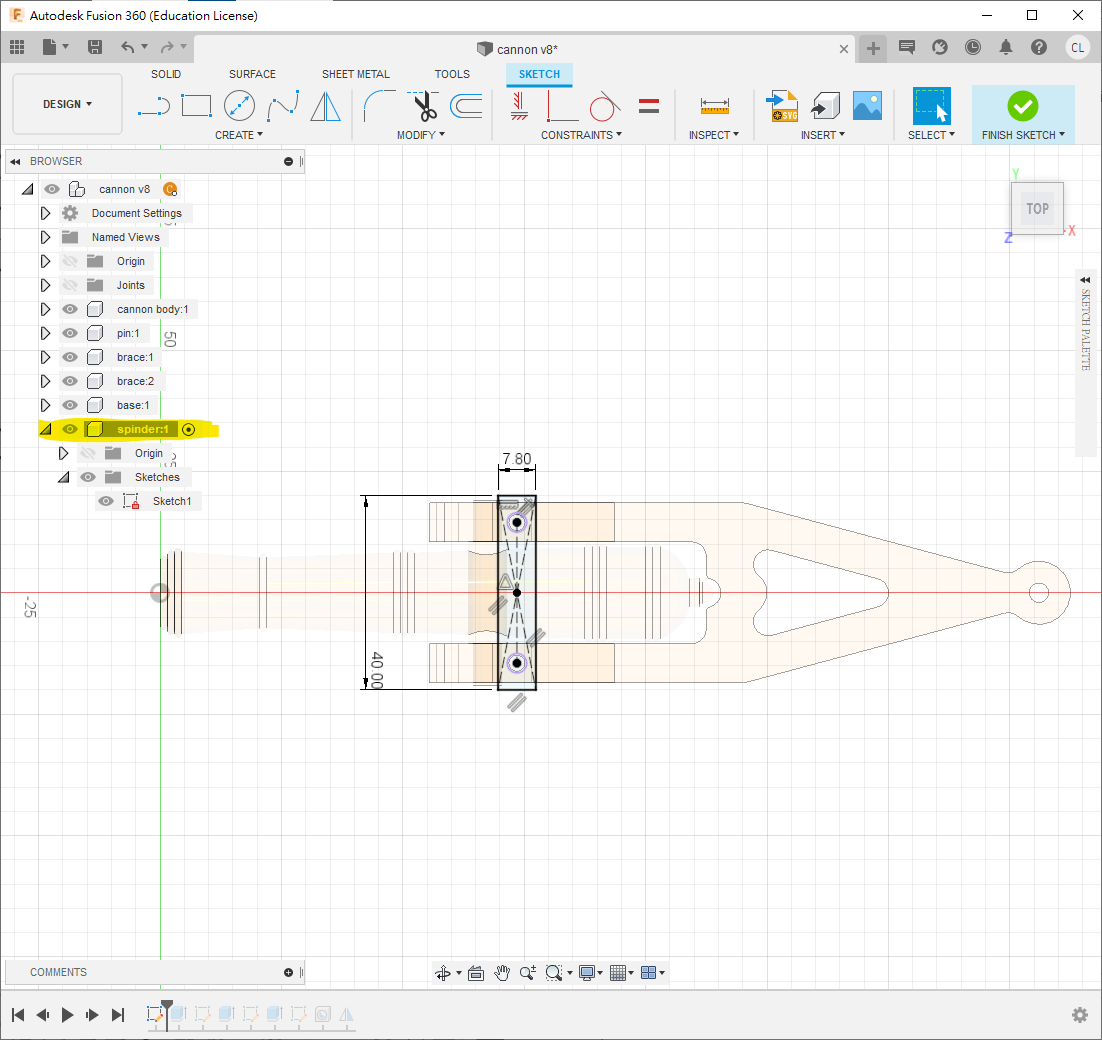 Autodesk Fusion 360 (Education License)
cannon v8*
CL
DESIGN
SOLID
SURFACE
SHEET METAL
TOOLS
SKETCH
SVG
CREATE
MODIFY
CONSTRAINTS
INSPECT
INSERT
SELECT
FINISH SKETCH
BROWSER
cannon v8
Document Settings
Named Views
Origin
Joints
cannon body:1
pin:1
brace:1
brace:2
base:1
spinder:1
Origin
Sketches
Sketch1
50
25
-25
Y
TOP
X
Z
SKETCH PALETTE
7.80
40.00
COMMENTS